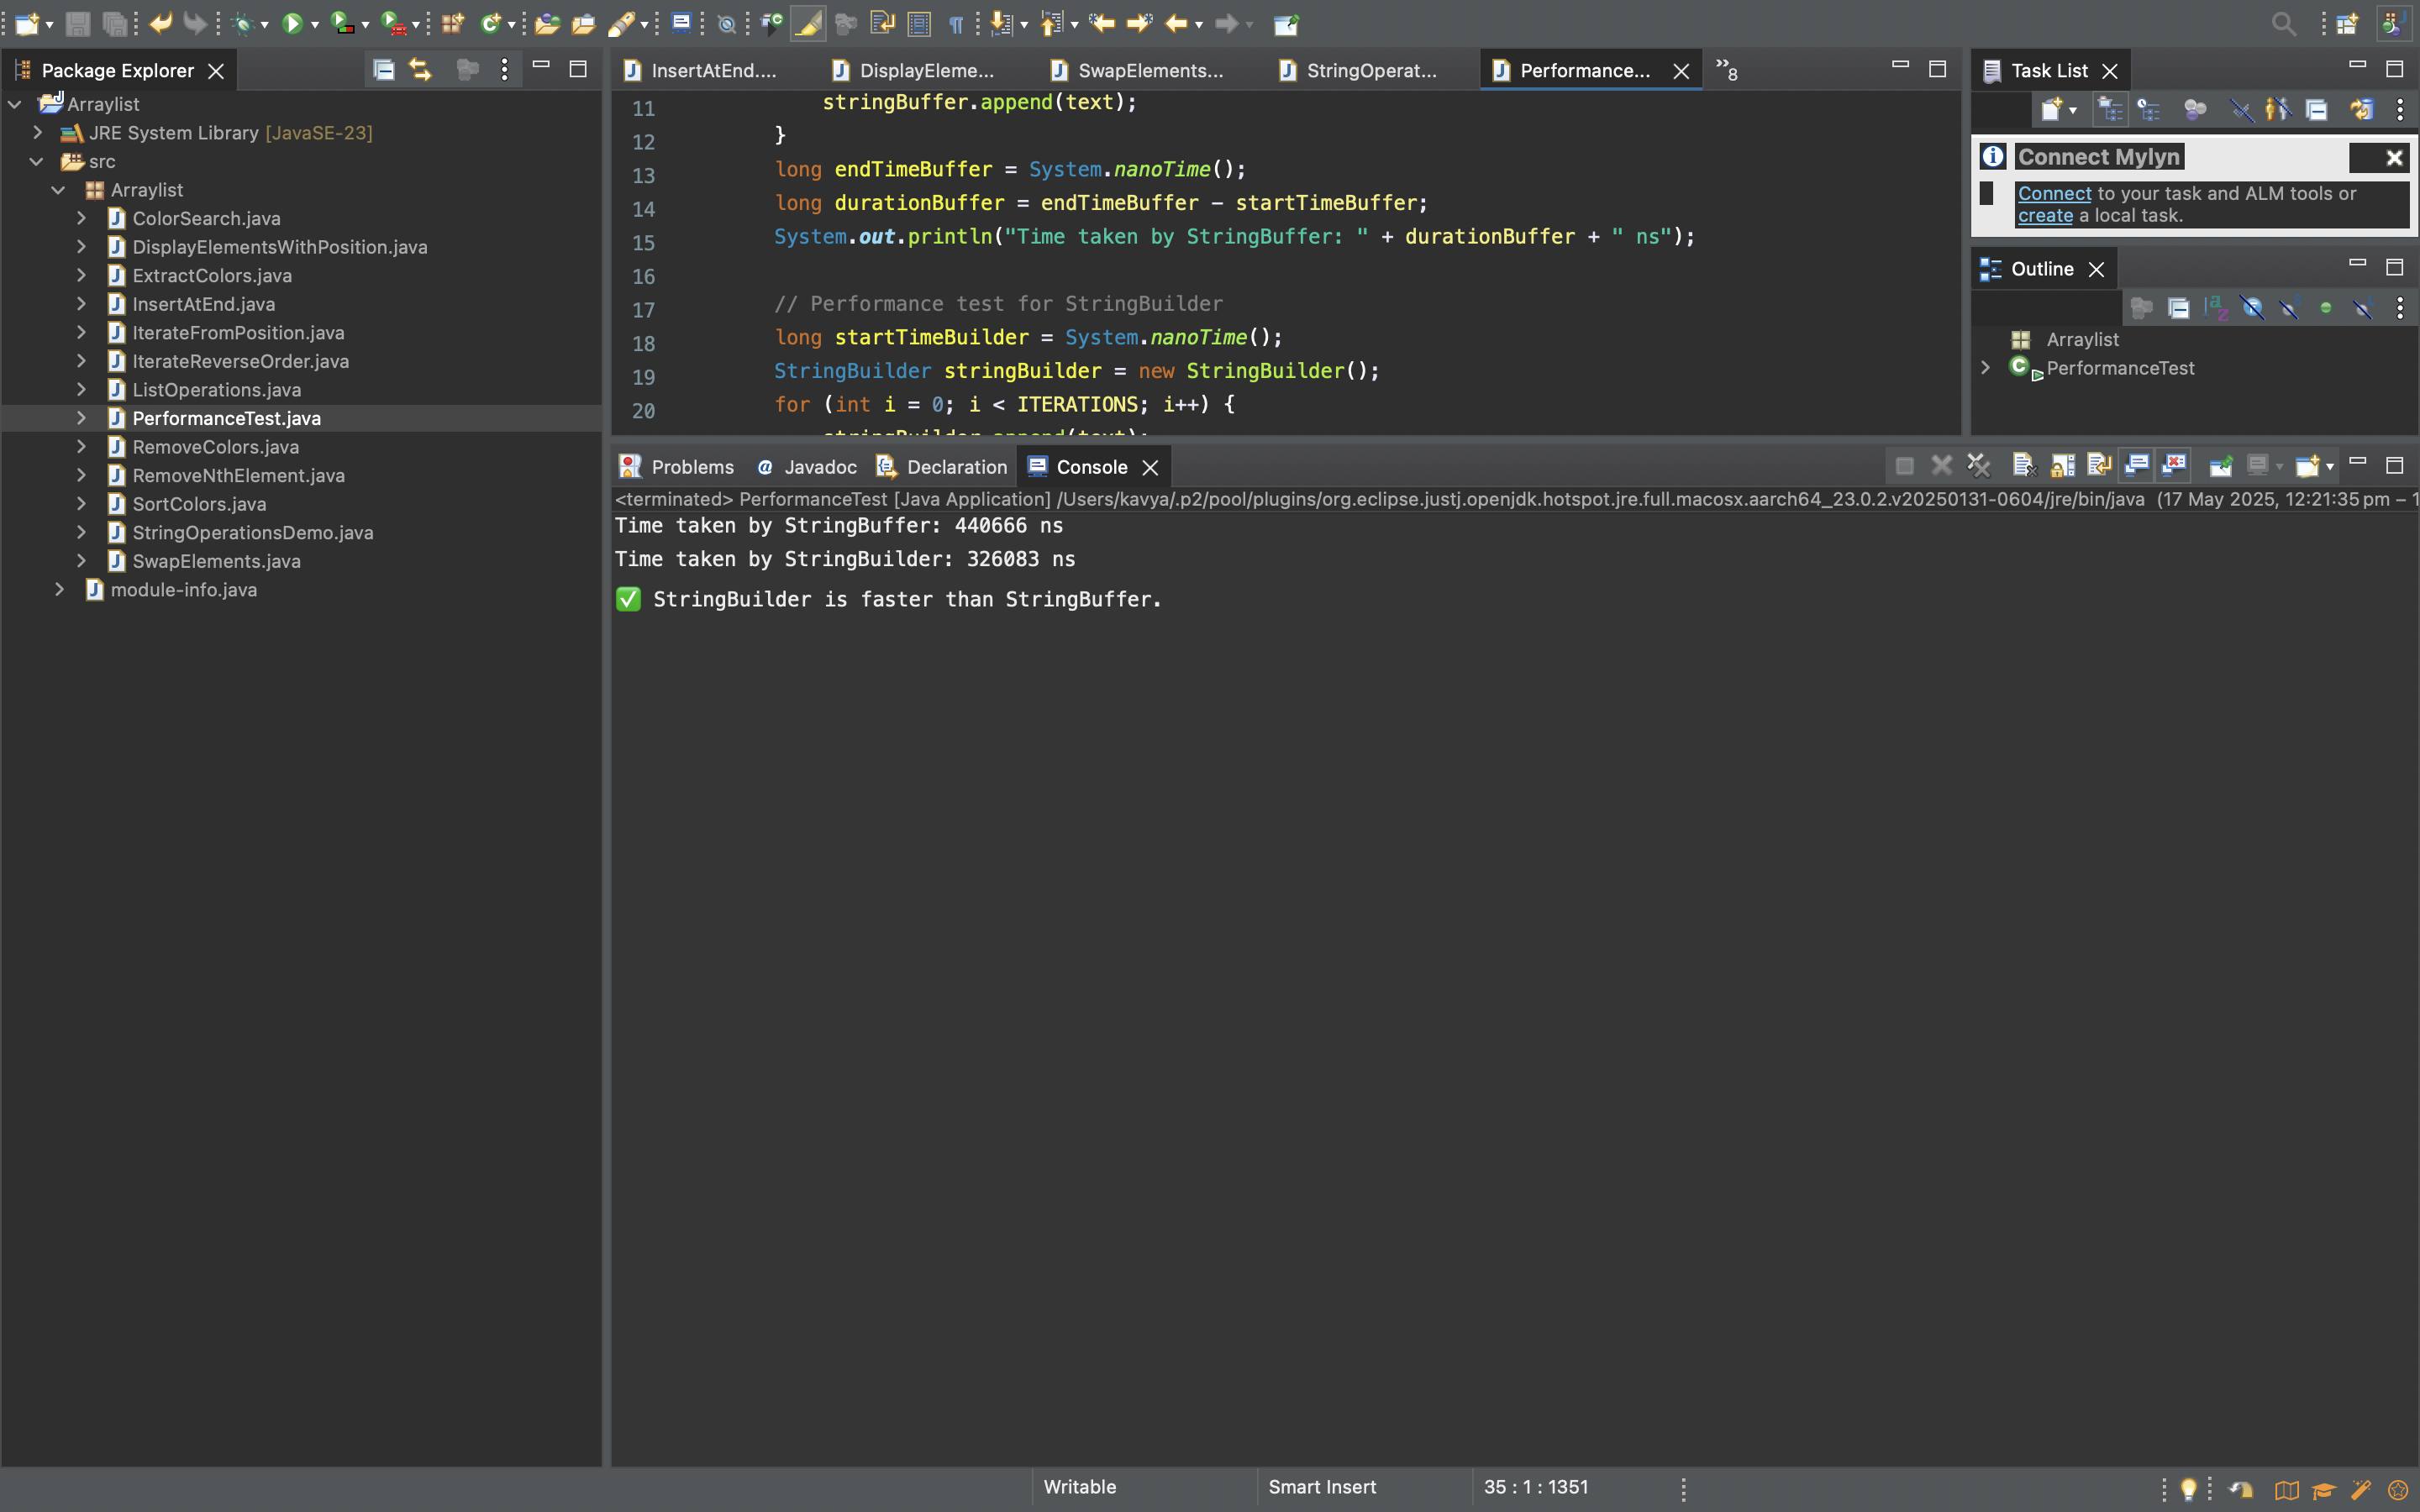 Package Explorer
Arraylist
JRE System Library [JavaSE-23]
src
Arraylist
ColorSearch.java
DisplayElementsWithPosition.java
ExtractColors.java
InsertAtEnd.java
IterateFromPosition.java
IterateReverseOrder.java
ListOperations.java
PerformanceTest.java
RemoveColors.java
RemoveNthElement.java
SortColors.java
StringOperationsDemo.java
SwapElements.java
module-info.java
InsertAtEnd.... DisplayEleme... SwapElements... StringOperat... Performance... »8
11 stringBuffer.append(text);
12 }
13 long endTimeBuffer = System.nanoTime();
14 long durationBuffer = endTimeBuffer - startTimeBuffer;
15 System.out.println("Time taken by StringBuffer: " + durationBuffer + " ns");
16
17 // Performance test for StringBuilder
18 long startTimeBuilder = System.nanoTime();
19 StringBuilder stringBuilder = new StringBuilder();
20 for (int i = 0; i < ITERATIONS; i++) {
Problems Javadoc Declaration Console
<terminated> PerformanceTest [Java Application] /Users/kavya/.p2/pool/plugins/org.eclipse.justj.openjdk.hotspot.jre.full.macosx.aarch64_23.0.2.v20250131-0604/jre/bin/java (17 May 2025, 12:21:35 pm – 1
Time taken by StringBuffer: 440666 ns
Time taken by StringBuilder: 326083 ns
✅ StringBuilder is faster than StringBuffer.
Task List
Connect Mylyn
Connect to your task and ALM tools or
create a local task.
Outline
Arraylist
PerformanceTest
Writable Smart Insert 35 : 1 : 1351